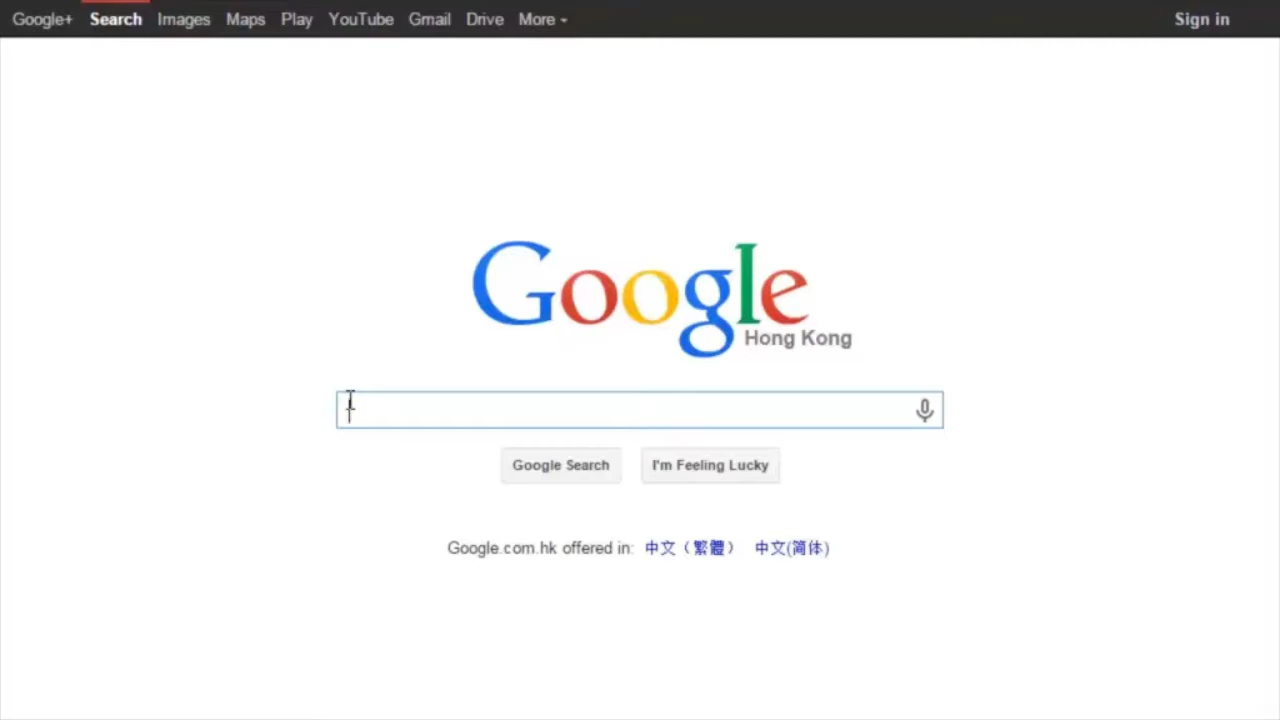 Google+ Search Images Maps Play YouTube Gmail Drive More Sign in
Google
Hong Kong
Google Search I'm Feeling Lucky
Google.com.hk offered in: 中文（繁體） 中文(简体)